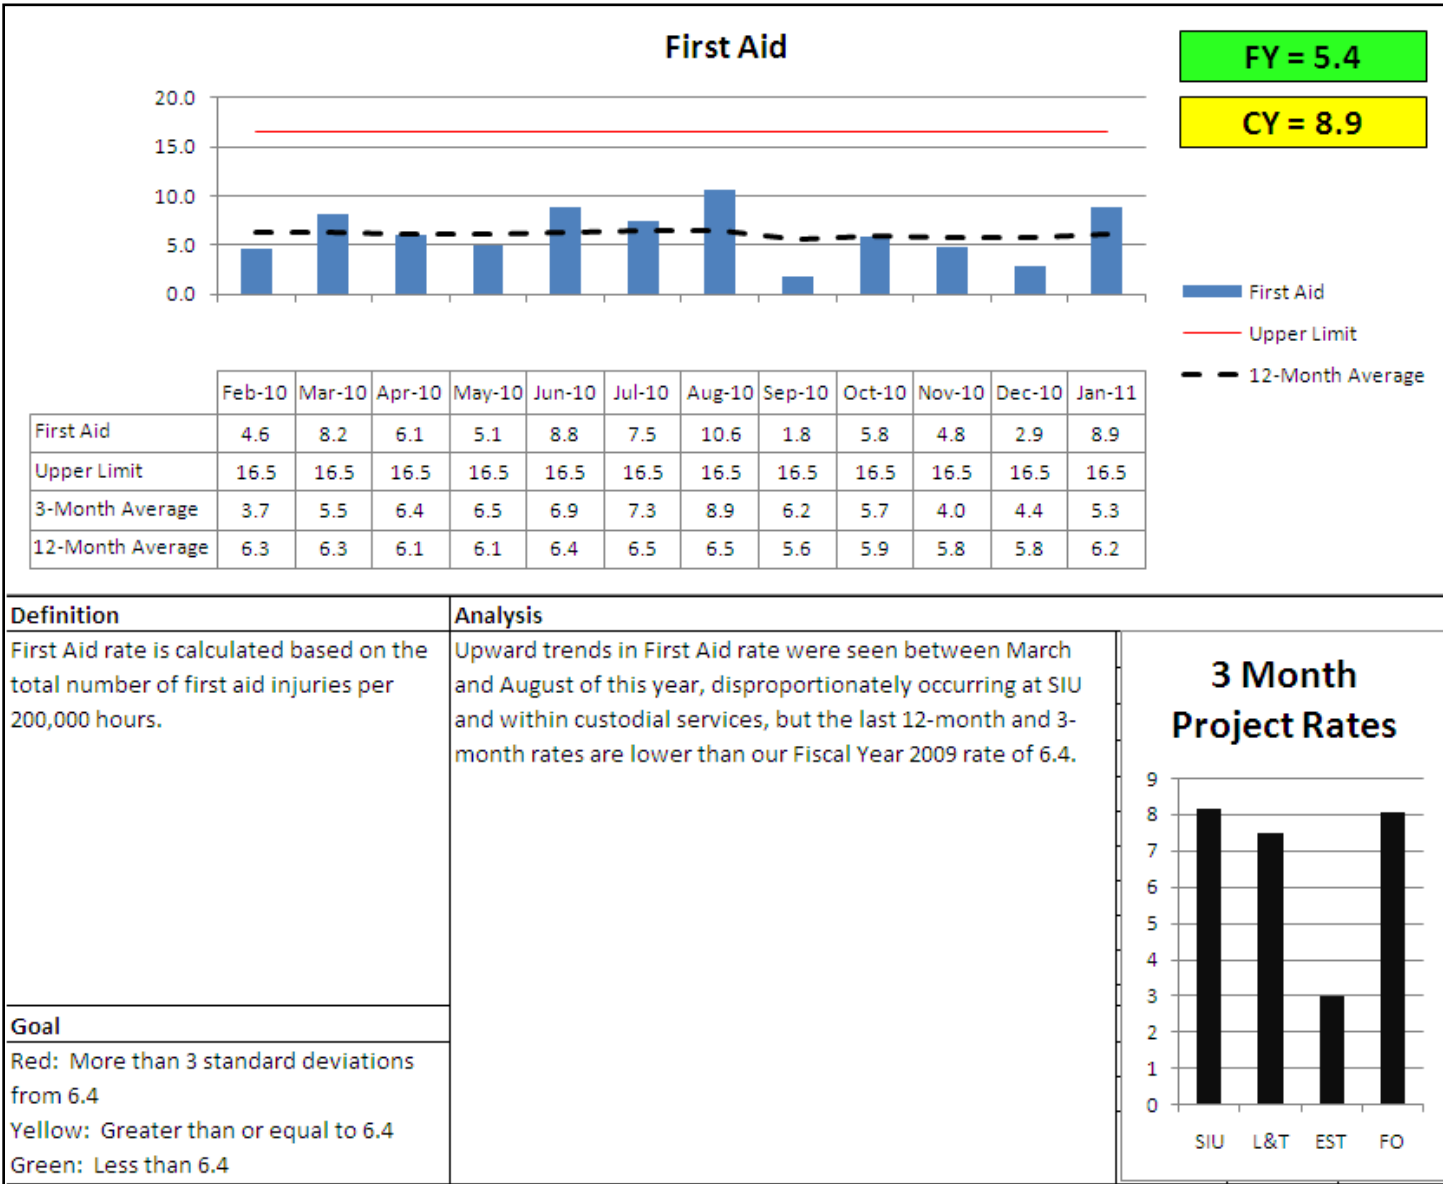 First Aid
FY = 5.4
CY = 8.9
20.0
15.0
10.0
5.0
0.0
First Aid
Upper Limit
12-Month Average
Feb-10 Mar-10 Apr-10 May-10 Jun-10 Jul-10 Aug-10 Sep-10 Oct-10 Nov-10 Dec-10 Jan-11
First Aid 4.6 8.2 6.1 5.1 8.8 7.5 10.6 1.8 5.8 4.8 2.9 8.9
Upper Limit 16.5 16.5 16.5 16.5 16.5 16.5 16.5 16.5 16.5 16.5 16.5 16.5
3-Month Average 3.7 5.5 6.4 6.5 6.9 7.3 8.9 6.2 5.7 4.0 4.4 5.3
12-Month Average 6.3 6.3 6.1 6.1 6.4 6.5 6.5 5.6 5.9 5.8 5.8 6.2
Definition
First Aid rate is calculated based on the
total number of first aid injuries per
200,000 hours.
Goal
Red: More than 3 standard deviations
from 6.4
Yellow: Greater than or equal to 6.4
Green: Less than 6.4
Analysis
Upward trends in First Aid rate were seen between March
and August of this year, disproportionately occurring at SIU
and within custodial services, but the last 12-month and 3-
month rates are lower than our Fiscal Year 2009 rate of 6.4.
3 Month
Project Rates
9
8
7
6
5
4
3
2
1
0
SIU L&T EST FO